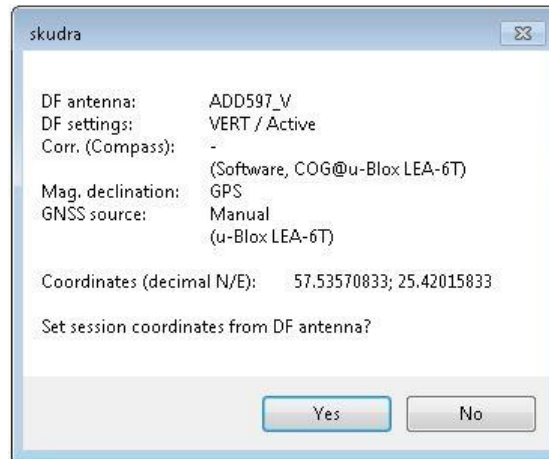 skudra
DF antenna: ADD597_V
DF settings: VERT / Active
Corr. (Compass): -
(Software, COG@u-Blox LEA-6T)
Mag. declination: GPS
GNSS source: Manual
(u-Blox LEA-6T)
Coordinates (decimal N/E): 57.53570833; 25.42015833
Set session coordinates from DF antenna?
Yes No